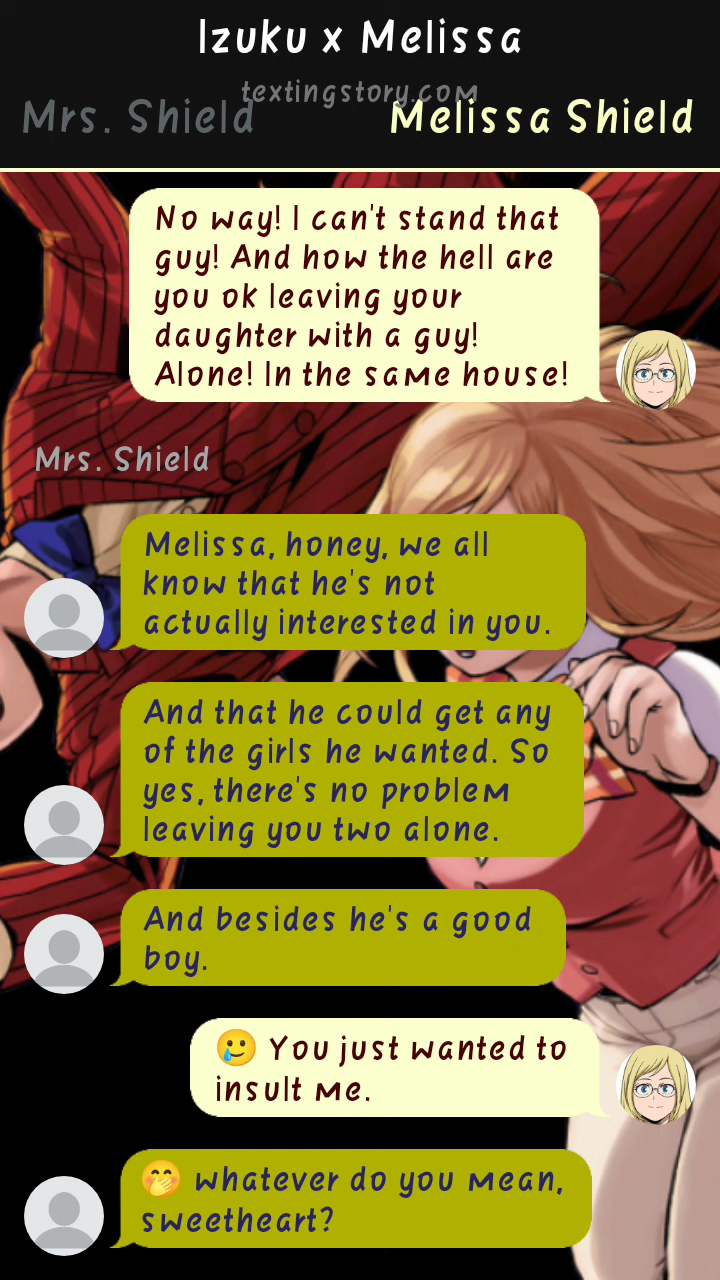 Izuku x Melissa
textingstory.com
Mrs. Shield
Melissa Shield
No way! I can't stand that
guy! And how the hell are
you ok leaving your
daughter with a guy!
Alone! In the same house!
Mrs. Shield
Melissa, honey, we all
know that he's not
actually interested in you.
And that he could get any
of the girls he wanted. So
yes, there's no problem
leaving you two alone.
And besides he's a good
boy.
🥲 You just wanted to
insult me.
🤭 whatever do you mean,
sweetheart?